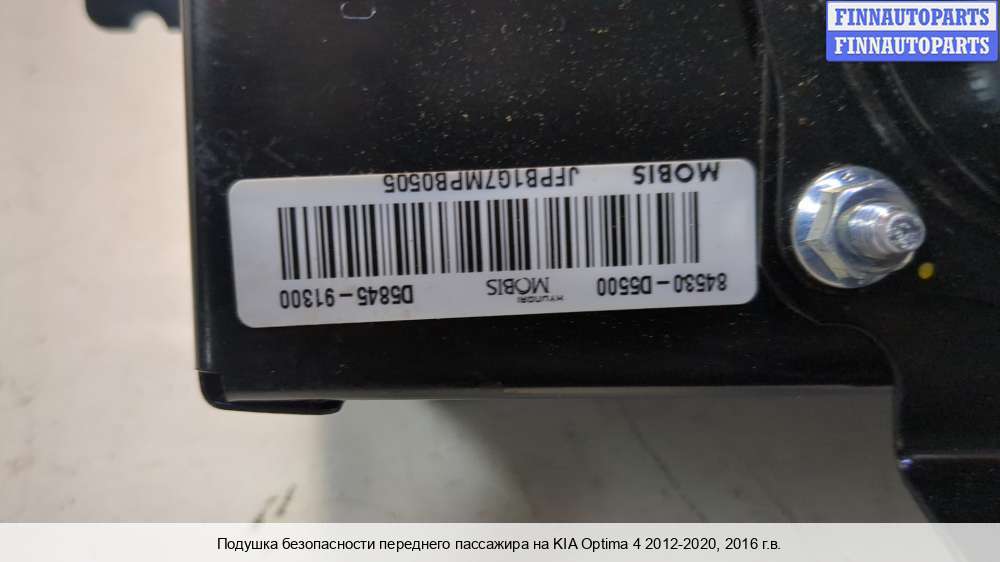 FINNAUTOPARTS
FINNAUTOPARTS
84530-D5500 HYUNDAI MOBIS D5845-91300
MOBIS JFPB1G7MPB0505
Подушка безопасности переднего пассажира на KIA Optima 4 2012-2020, 2016 г.в.